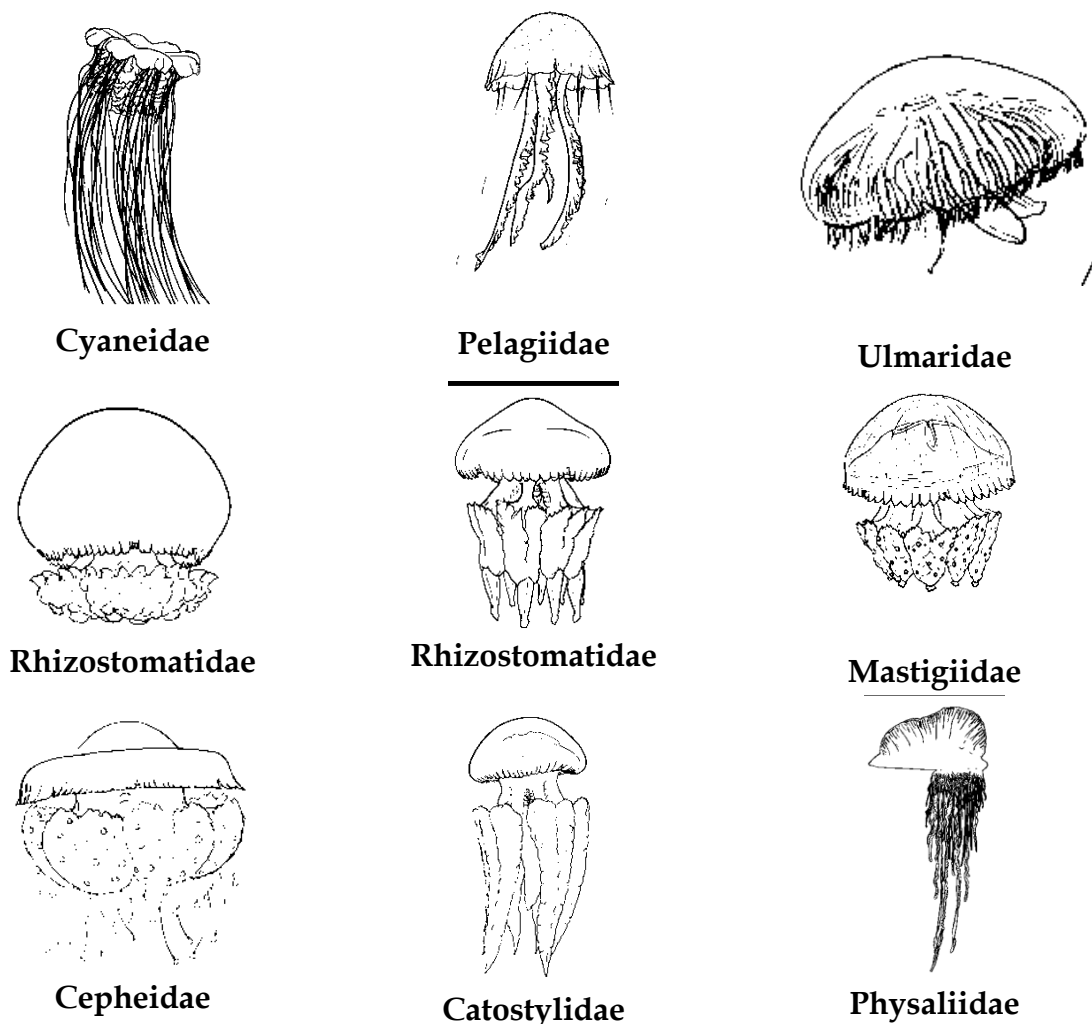 Cyaneidae
Pelagiidae
Ulmaridae
Rhizostomatidae
Rhizostomatidae
Mastigiidae
Cepheidae
Catostylidae
Physaliidae